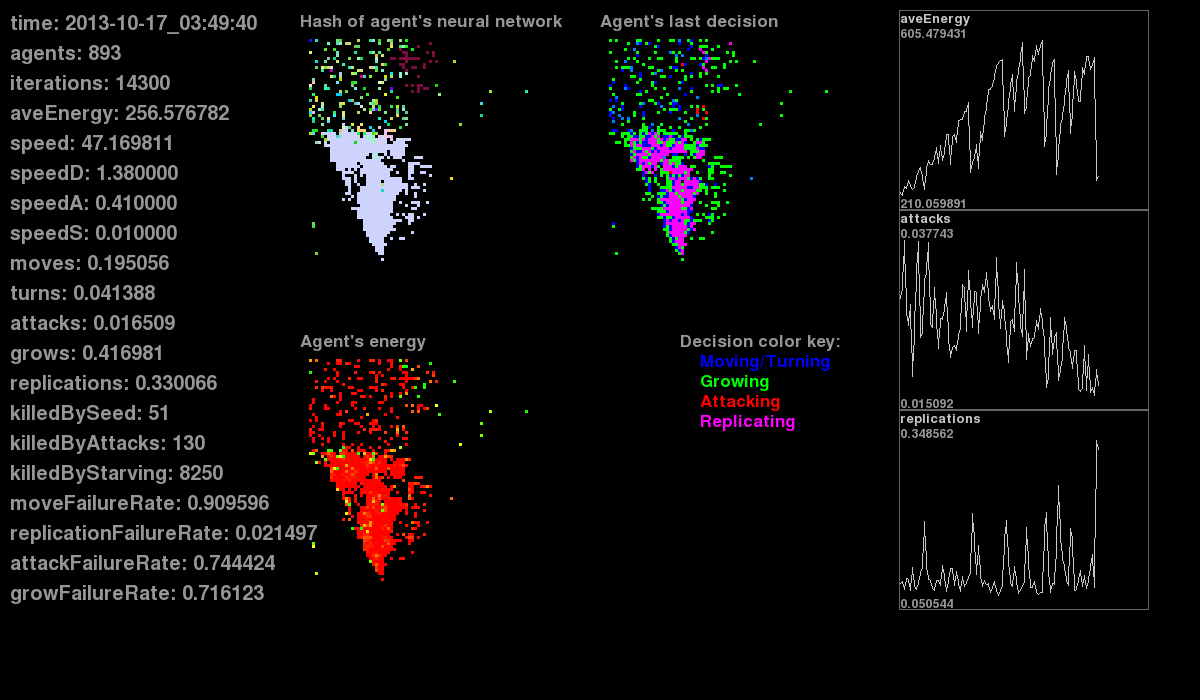 time: 2013-10-17_03:49:40
agents: 893
iterations: 14300
aveEnergy: 256.576782
speed: 47.169811
speedD: 1.380000
speedA: 0.410000
speedS: 0.010000
moves: 0.195056
turns: 0.041388
attacks: 0.016509
grows: 0.416981
replications: 0.330066
killedBySeed: 51
killedByAttacks: 130
killedByStarving: 8250
moveFailureRate: 0.909596
replicationFailureRate: 0.021497
attackFailureRate: 0.744424
growFailureRate: 0.716123
Hash of agent's neural network
Agent's last decision
Agent's energy
Decision color key:
Moving/Turning
Growing
Attacking
Replicating
aveEnergy
605.479431
210.059891
attacks
0.037743
0.015092
replications
0.348562
0.050544